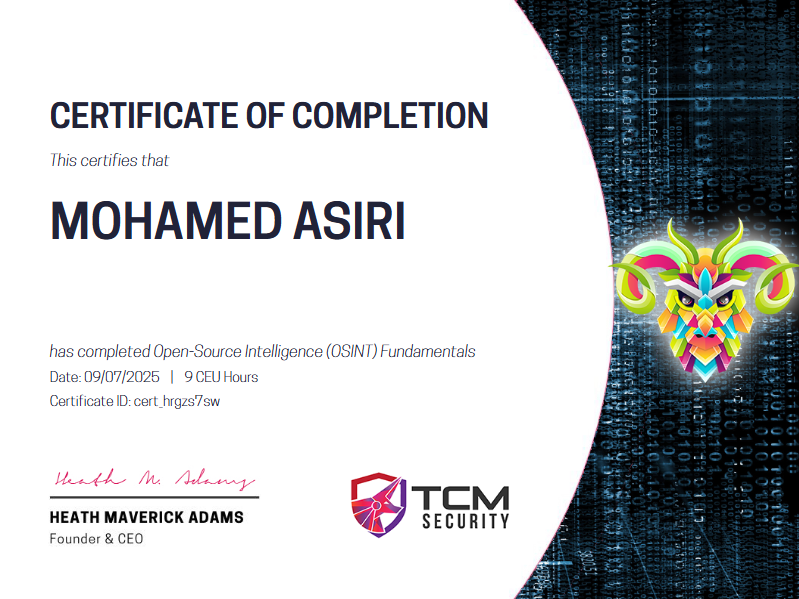 CERTIFICATE OF COMPLETION
This certifies that
MOHAMED ASIRI
has completed Open-Source Intelligence (OSINT) Fundamentals
Date: 09/07/2025 | 9 CEU Hours
Certificate ID: cert_hrgzs7sw
Heath M. Adams
HEATH MAVERICK ADAMS
Founder & CEO
TCM
SECURITY